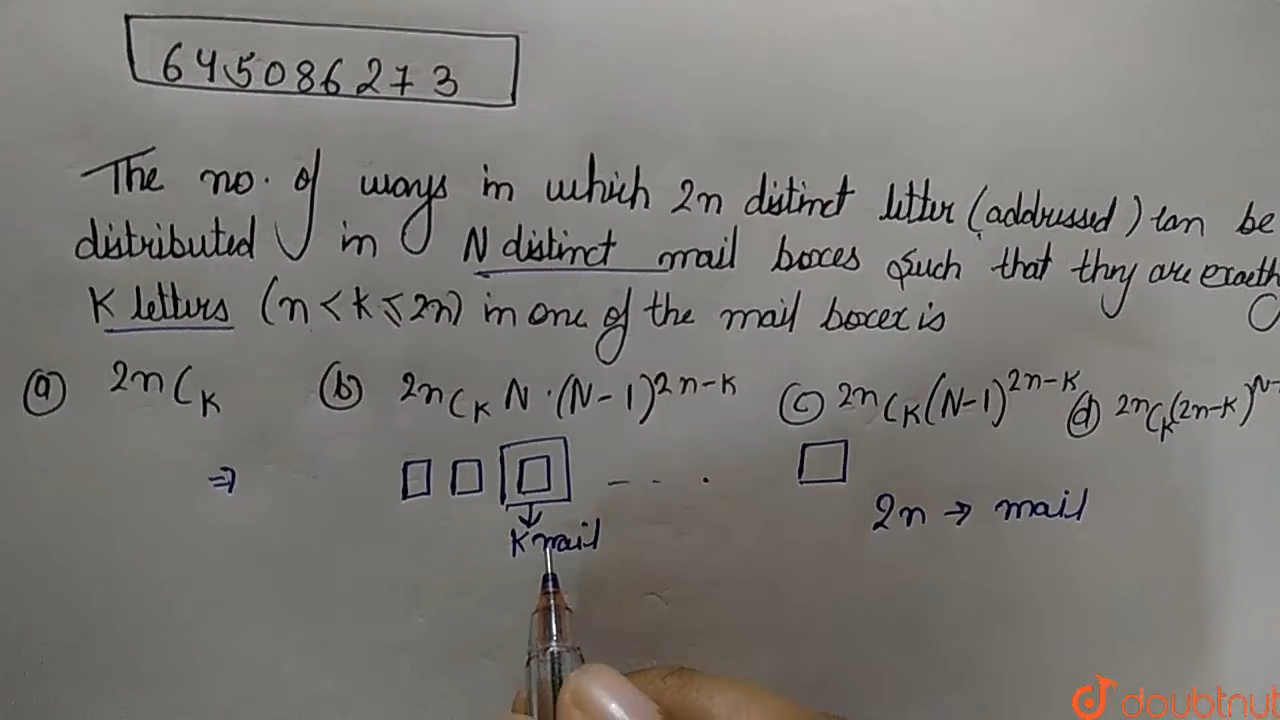 645086273
The no. of ways in which 2n distinct letter (addressed) can be
distributed in N distinct mail boxes such that they are exactl
K letters (n < k ≤ 2n) in one of the mail boxes is
(a) 2nCK (b) 2nCK N·(N-1)^2n-K (c) 2nCK(N-1)^2n-K (d) 2nCK(2n-K)^N-
⇒ - - - .
2n → mail
K mail
doubtnut